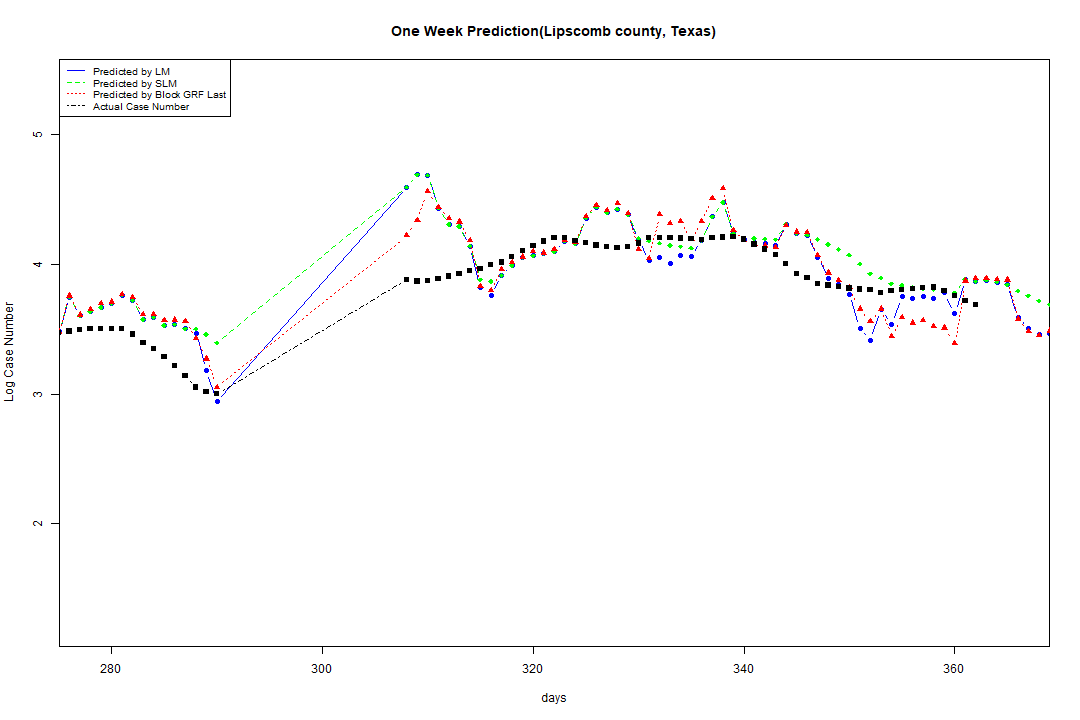 One Week Prediction(Lipscomb county, Texas)
Predicted by LM
Predicted by SLM
Predicted by Block GRF Last
Actual Case Number
5
4
3
2
Log Case Number
280 300 320 340 360
days